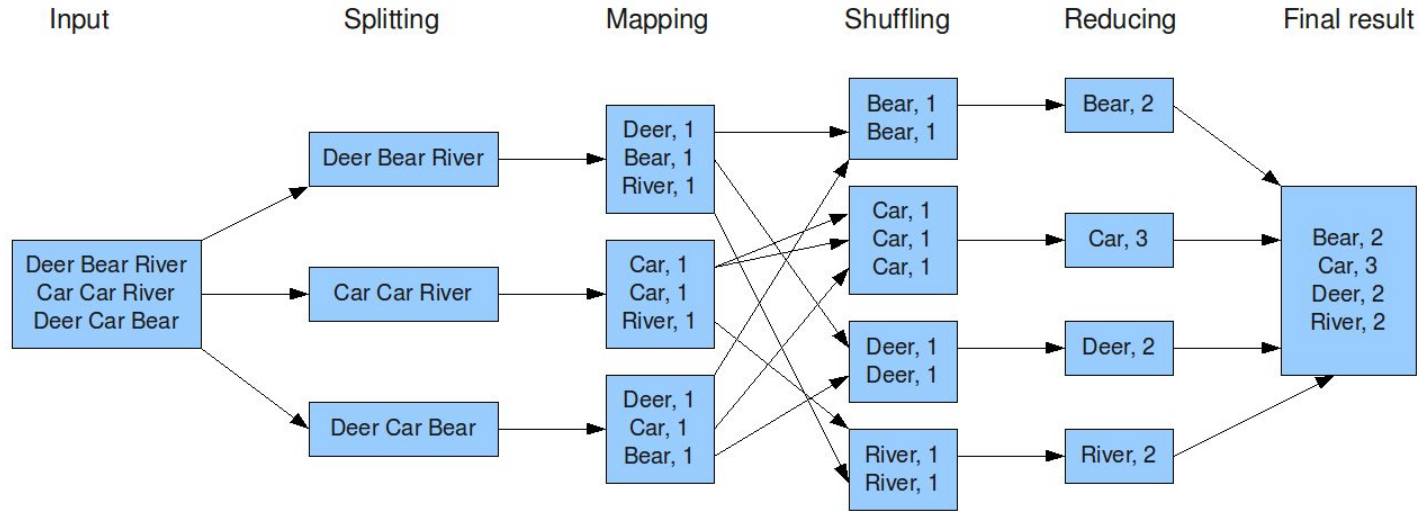 Input
Splitting
Mapping
Shuffling
Reducing
Final result
Deer Bear River
Car Car River
Deer Car Bear
Deer Bear River
Car Car River
Deer Car Bear
Deer, 1
Bear, 1
River, 1
Car, 1
Car, 1
River, 1
Deer, 1
Car, 1
Bear, 1
Bear, 1
Bear, 1
Car, 1
Car, 1
Car, 1
Deer, 1
Deer, 1
River, 1
River, 1
Bear, 2
Car, 3
Deer, 2
River, 2
Bear, 2
Car, 3
Deer, 2
River, 2